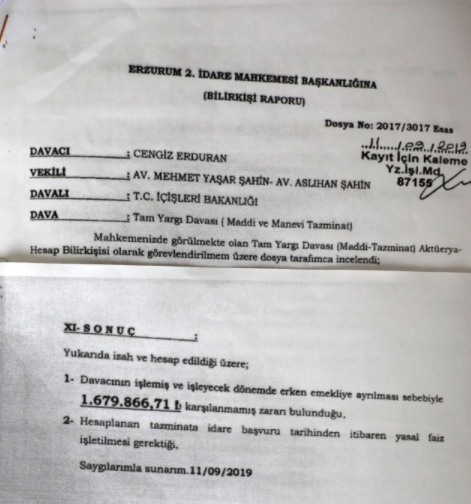 ERZURUM 2. İDARE MAHKEMESİ BAŞKANLIĞINA
(BİLİRKİŞİ RAPORU)
Dosya No: 2017/3017 Esas
11/09/2019
Kayıt İçin Kaleme
Yz.İşl.Md.
87155
DAVACI : CENGİZ ERDURAN
VEKİLİ : AV. MEHMET YAŞAR ŞAHİN- AV. ASLIHAN ŞAHİN
DAVALI : T.C. İÇİŞLERİ BAKANLIĞI
DAVA : Tam Yargı Davası ( Maddi ve Manevi Tazminat)
Mahkemenizde görülmekte olan Tam Yargı Davası (Maddi-Tazminat) Aktüerya-
Hesap Bilirkişisi olarak görevlendirilmem üzere dosya tarafımca incelendi;
XI- S O N U Ç :
Yukarıda izah ve hesap edildiği üzere;
1- Davacının işlemiş ve işleyecek dönemde erken emekliye ayrılması sebebiyle
1.679.866,71 ₺ karşılanmamış zararı bulunduğu,
2- Hesaplanan tazminata idare başvuru tarihinden itibaren yasal faiz
işletilmesi gerektiği,
Saygılarımla sunarım.11/09/2019